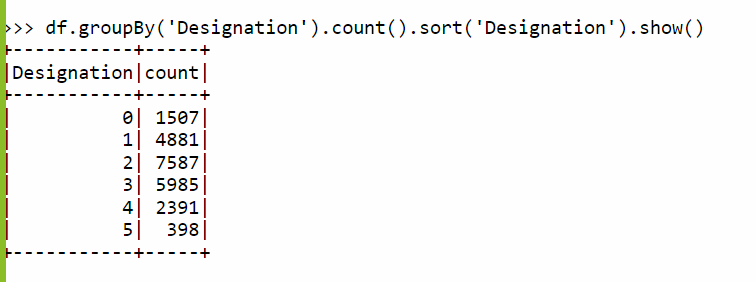 >>> df.groupBy('Designation').count().sort('Designation').show()
+-----------+-----+
|Designation|count|
+-----------+-----+
|          0| 1507|
|          1| 4881|
|          2| 7587|
|          3| 5985|
|          4| 2391|
|          5|  398|
+-----------+-----+